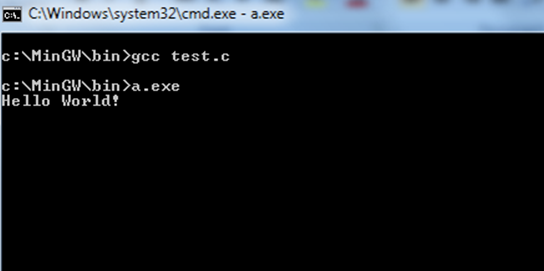 C:\Windows\system32\cmd.exe - a.exe
c:\MinGW\bin>gcc test.c
c:\MinGW\bin>a.exe
Hello World!